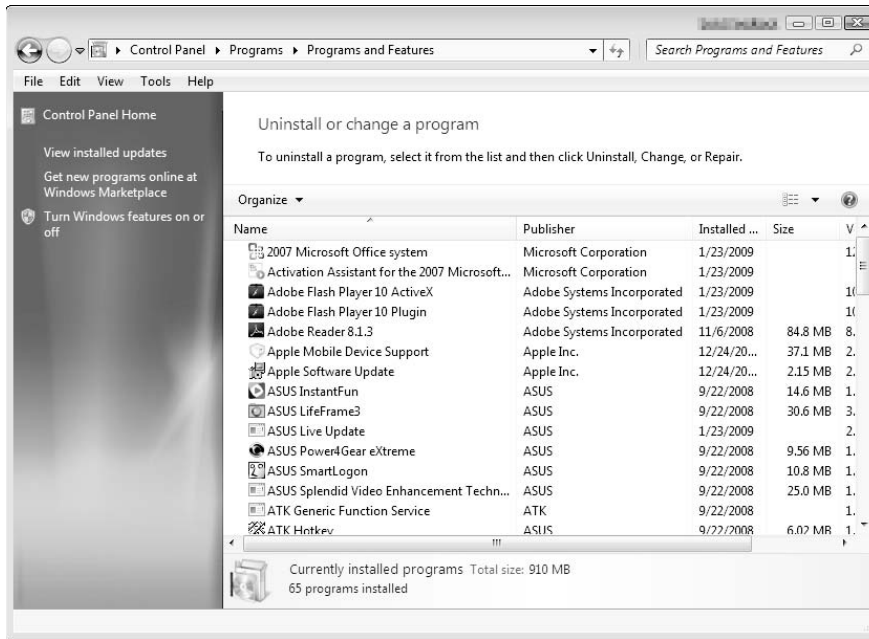 Control Panel ▸ Programs ▸ Programs and Features
Search Programs and Features
File Edit View Tools Help
Control Panel Home
View installed updates
Get new programs online at
Windows Marketplace
Turn Windows features on or
off
Uninstall or change a program
To uninstall a program, select it from the list and then click Uninstall, Change, or Repair.
Organize
Name Publisher Installed ... Size V
2007 Microsoft Office system Microsoft Corporation 1/23/2009
Activation Assistant for the 2007 Microsoft... Microsoft Corporation 1/23/2009
Adobe Flash Player 10 ActiveX Adobe Systems Incorporated 1/23/2009
Adobe Flash Player 10 Plugin Adobe Systems Incorporated 1/23/2009
Adobe Reader 8.1.3 Adobe Systems Incorporated 11/6/2008 84.8 MB 8.
Apple Mobile Device Support Apple Inc. 12/24/20... 37.1 MB 2.
Apple Software Update Apple Inc. 12/24/20... 2.15 MB 2.
ASUS InstantFun ASUS 9/22/2008 14.6 MB 1.
ASUS LifeFrame3 ASUS 9/22/2008 30.6 MB 3.
ASUS Live Update ASUS 1/23/2009 2.
ASUS Power4Gear eXtreme ASUS 9/22/2008 9.56 MB 1.
ASUS SmartLogon ASUS 9/22/2008 10.8 MB 1.
ASUS Splendid Video Enhancement Techn... ASUS 9/22/2008 25.0 MB 1.
ATK Generic Function Service ATK 9/22/2008 1.
ATK Hotkey ASUS 9/22/2008 6.02 MB 1.
Currently installed programs Total size: 910 MB
65 programs installed